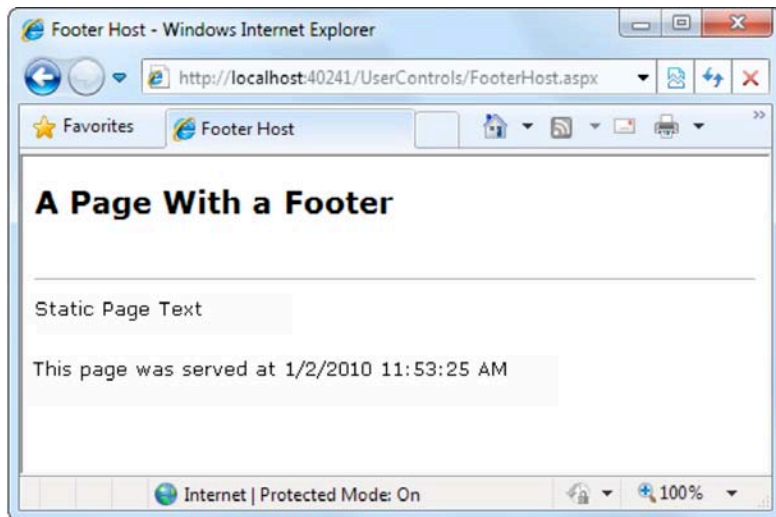 Footer Host - Windows Internet Explorer
http://localhost:40241/UserControls/FooterHost.aspx
Favorites
Footer Host
A Page With a Footer
Static Page Text
This page was served at 1/2/2010 11:53:25 AM
Internet | Protected Mode: On
100%